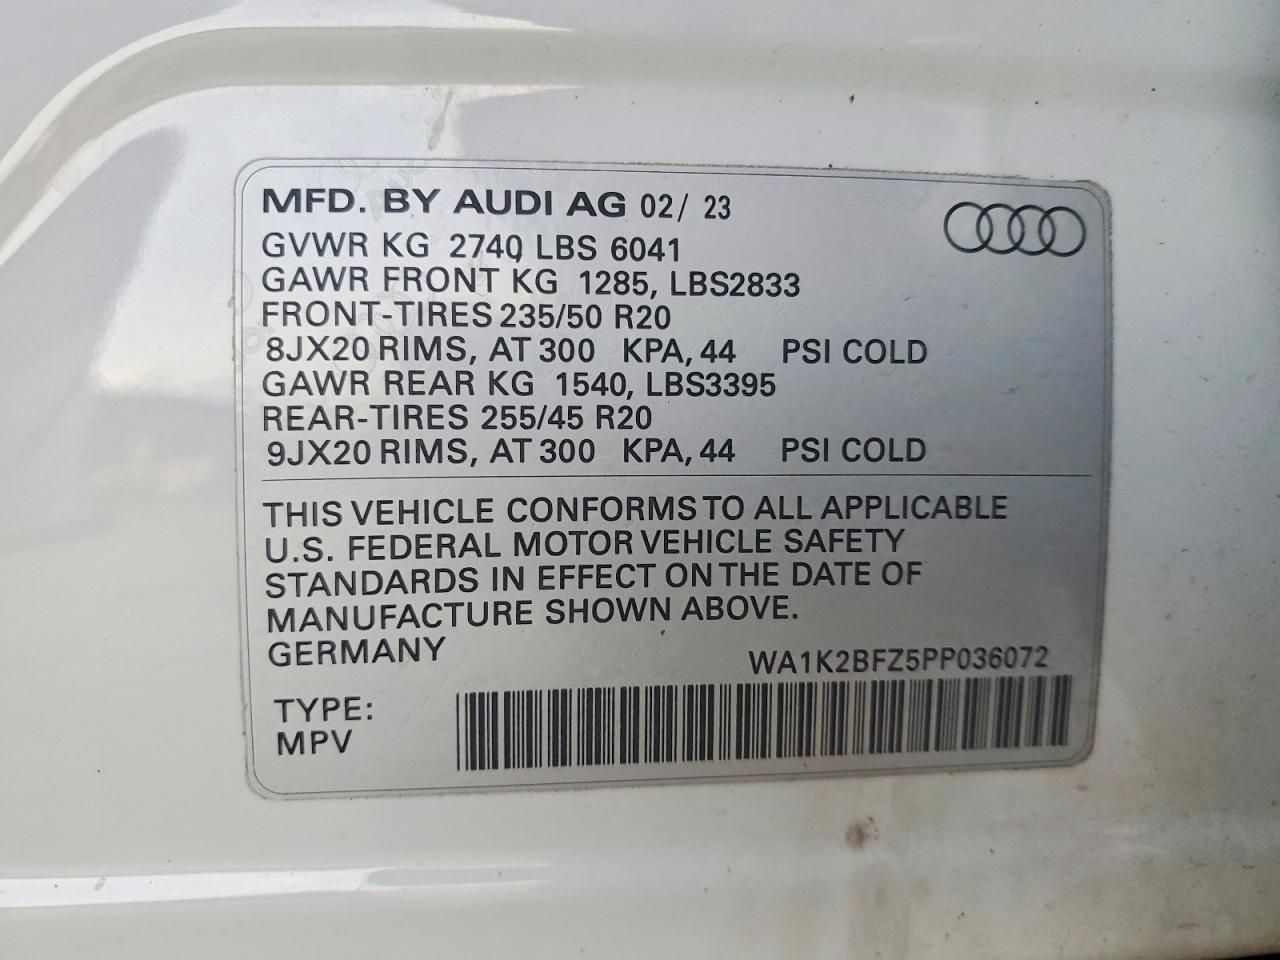 MFD. BY AUDI AG 02/ 23
GVWR KG 2740 LBS 6041
GAWR FRONT KG 1285, LBS2833
FRONT-TIRES 235/50 R20
8JX20 RIMS, AT 300 KPA, 44 PSI COLD
GAWR REAR KG 1540, LBS3395
REAR-TIRES 255/45 R20
9JX20 RIMS, AT 300 KPA, 44 PSI COLD
THIS VEHICLE CONFORMS TO ALL APPLICABLE
U.S. FEDERAL MOTOR VEHICLE SAFETY
STANDARDS IN EFFECT ON THE DATE OF
MANUFACTURE SHOWN ABOVE.
GERMANY
WA1K2BFZ5PP036072
TYPE:
MPV